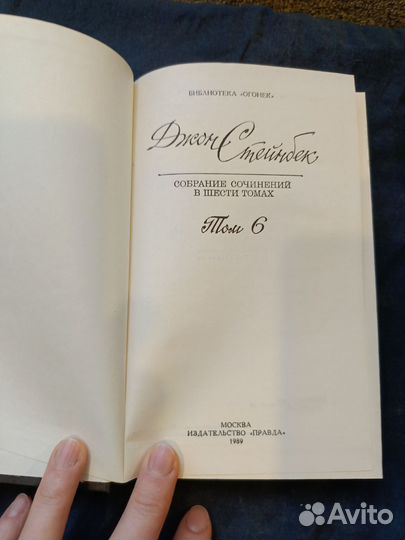 БИБЛИОТЕКА «ОГОНЕК»
Джон Стейнбек
СОБРАНИЕ СОЧИНЕНИЙ
В ШЕСТИ ТОМАХ
Том 6
МОСКВА
ИЗДАТЕЛЬСТВО «ПРАВДА»
1989
Avito